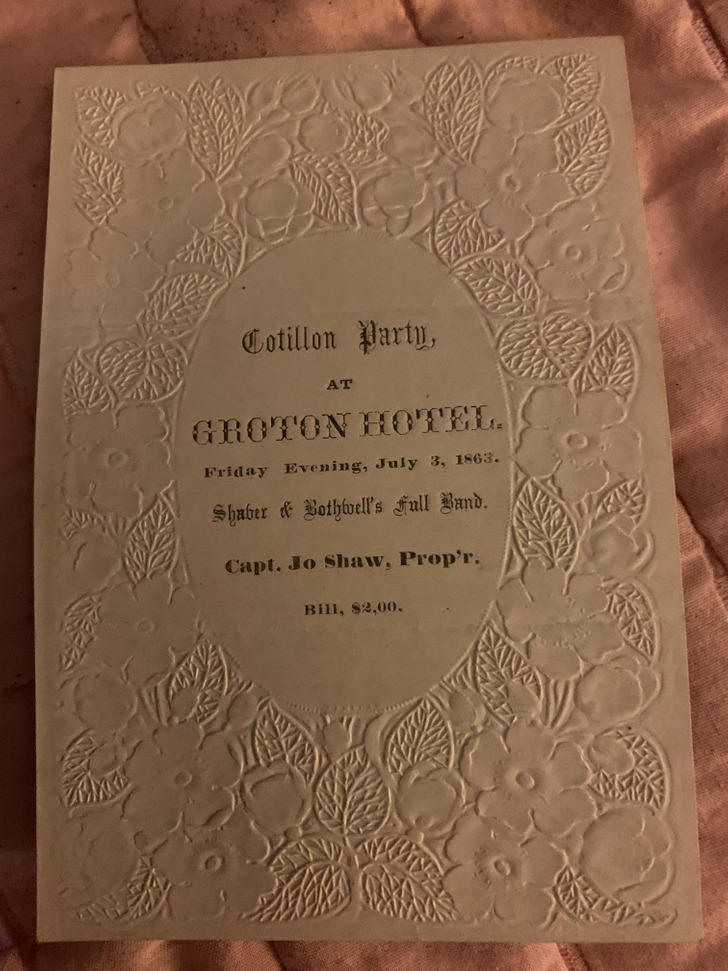 Cotillon Party,
AT
GROTON HOTEL.
Friday Evening, July 3, 1863.
Shaver & Bothwell's Full Band.
Capt. Jo Shaw, Prop'r.
Bill, $2,00.